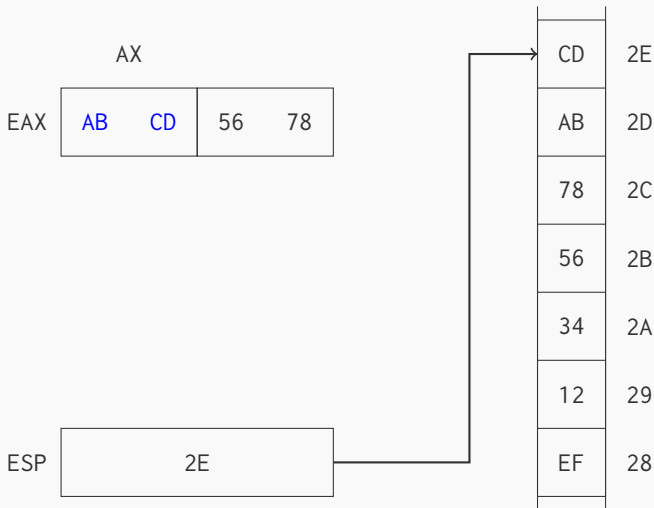 AX
CD 2E
EAX AB CD 56 78
AB 2D
78 2C
56 2B
34 2A
12 29
ESP 2E
EF 28